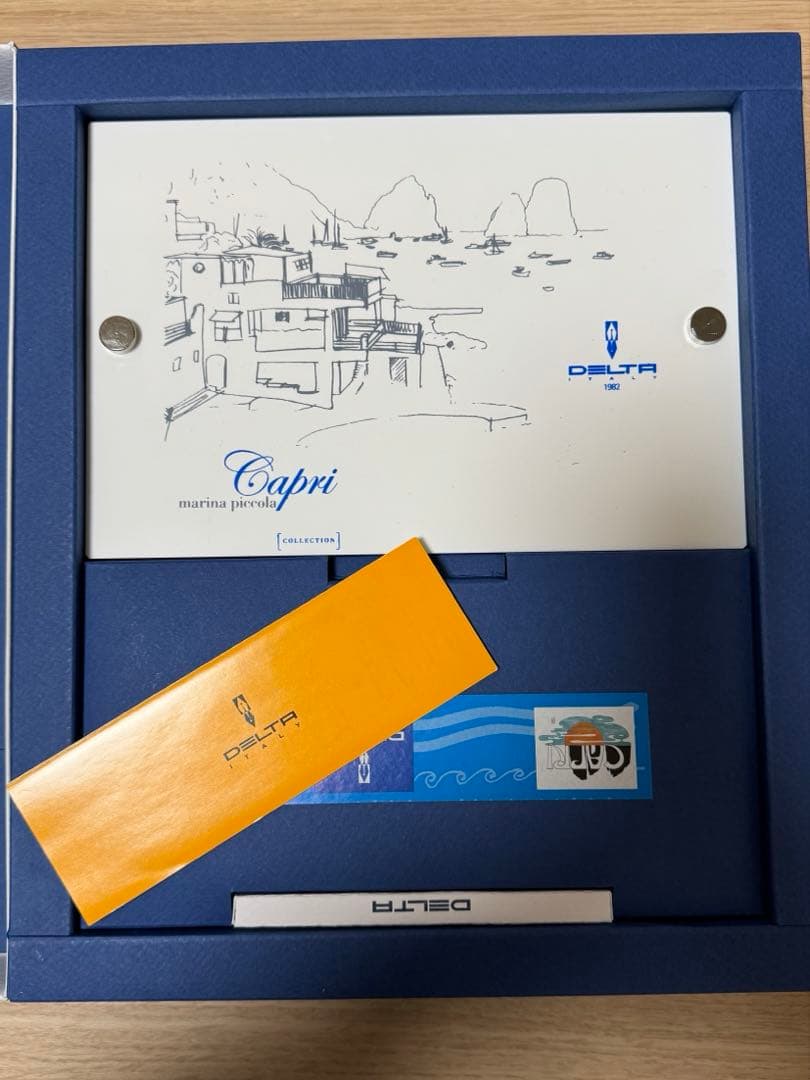 DELTA
ITALY
1982
Capri
marina piccola
[COLLECTION]
DELTA
ITALY
CAPRI
DELTA